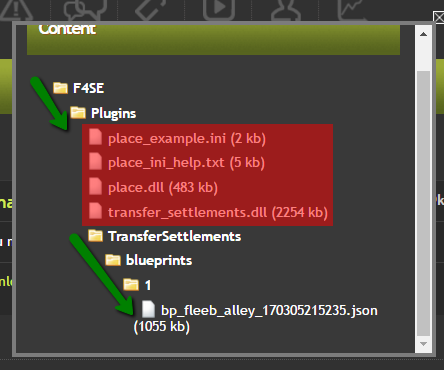 Content
F4SE
Plugins
place_example.ini (2 kb)
place_ini_help.txt (5 kb)
place.dll (483 kb)
transfer_settlements.dll (2254 kb)
TransferSettlements
blueprints
1
bp_fleeb_alley_170305215235.json
(1055 kb)